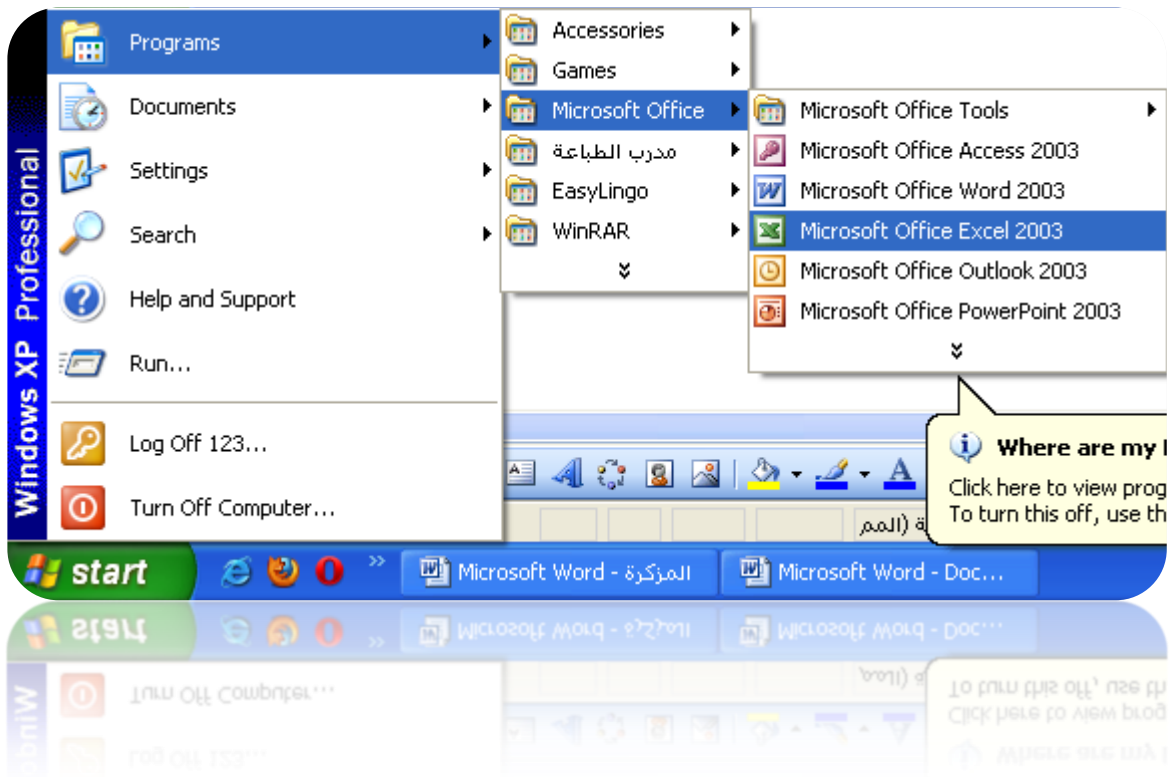 Windows XP Professional
Programs
Documents
Settings
Search
Help and Support
Run...
Log Off 123...
Turn Off Computer...
Accessories
Games
Microsoft Office
مدرب الطباعة
EasyLingo
WinRAR
Microsoft Office Tools
Microsoft Office Access 2003
Microsoft Office Word 2003
Microsoft Office Excel 2003
Microsoft Office Outlook 2003
Microsoft Office PowerPoint 2003
Where are my
Click here to view prog
To turn this off, use th
ة (المم
start
Microsoft Word - المزكرة
Microsoft Word - Doc...